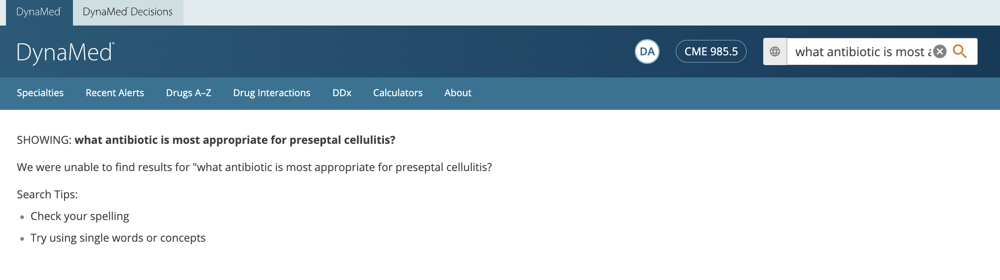 DynaMed® DynaMed® Decisions
DynaMed®
DA
CME 985.5
what antibiotic is most
Specialties Recent Alerts Drugs A–Z Drug Interactions DDx Calculators About
SHOWING: what antibiotic is most appropriate for preseptal cellulitis?
We were unable to find results for "what antibiotic is most appropriate for preseptal cellulitis?
Search Tips:
• Check your spelling
• Try using single words or concepts